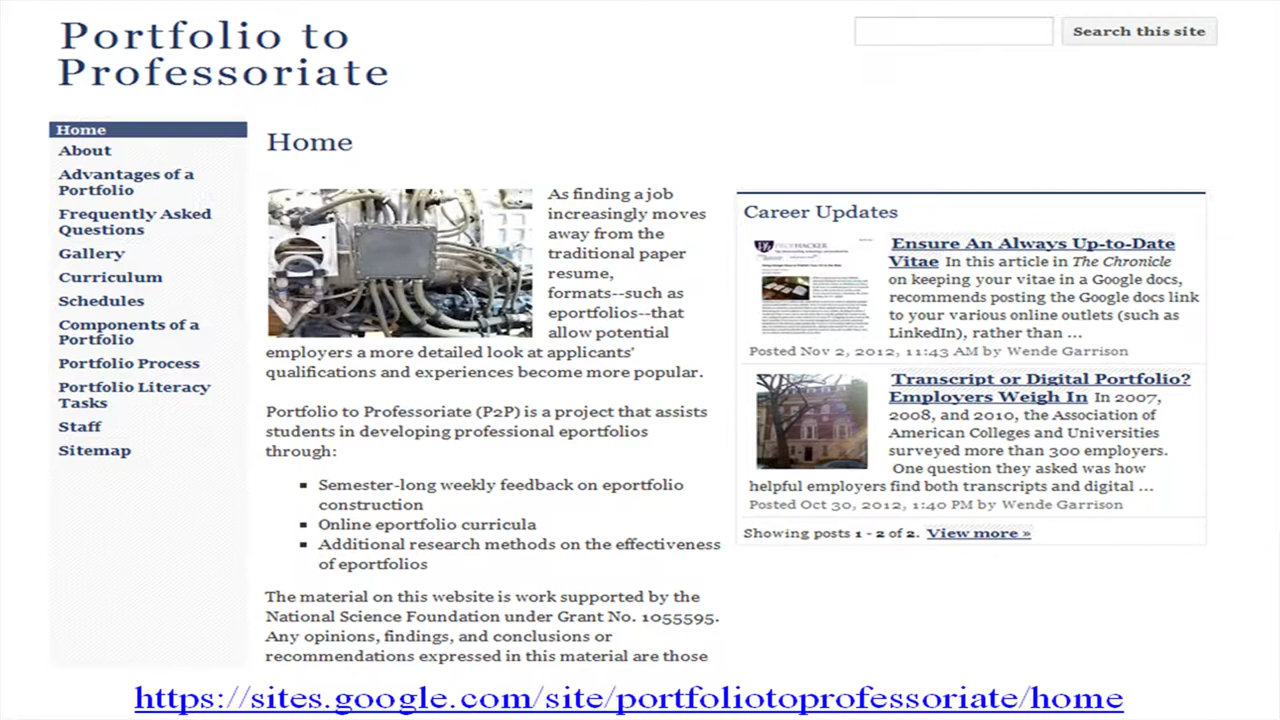 Portfolio to
Professoriate
Search this site
Home
About
Advantages of a
Portfolio
Frequently Asked
Questions
Gallery
Curriculum
Schedules
Components of a
Portfolio
Portfolio Process
Portfolio Literacy
Tasks
Staff
Sitemap
Home
As finding a job
increasingly moves
away from the
traditional paper
resume,
formats--such as
eportfolios--that
allow potential
employers a more detailed look at applicants'
qualifications and experiences become more popular.
Portfolio to Professoriate (P2P) is a project that assists
students in developing professional eportfolios
through:
Semester-long weekly feedback on eportfolio
construction
Online eportfolio curricula
Additional research methods on the effectiveness
of eportfolios
The material on this website is work supported by the
National Science Foundation under Grant No. 1055595.
Any opinions, findings, and conclusions or
recommendations expressed in this material are those
Career Updates
PROFHACKER
Ensure An Always Up-to-Date
Vitae In this article in The Chronicle
on keeping your vitae in a Google docs,
recommends posting the Google docs link
to your various online outlets (such as
LinkedIn), rather than ...
Posted Nov 2, 2012, 11:43 AM by Wende Garrison
Transcript or Digital Portfolio?
Employers Weigh In In 2007,
2008, and 2010, the Association of
American Colleges and Universities
surveyed more than 300 employers.
One question they asked was how
helpful employers find both transcripts and digital ...
Posted Oct 30, 2012, 1:40 PM by Wende Garrison
Showing posts 1 - 2 of 2. View more »
https://sites.google.com/site/portfoliotoprofessoriate/home